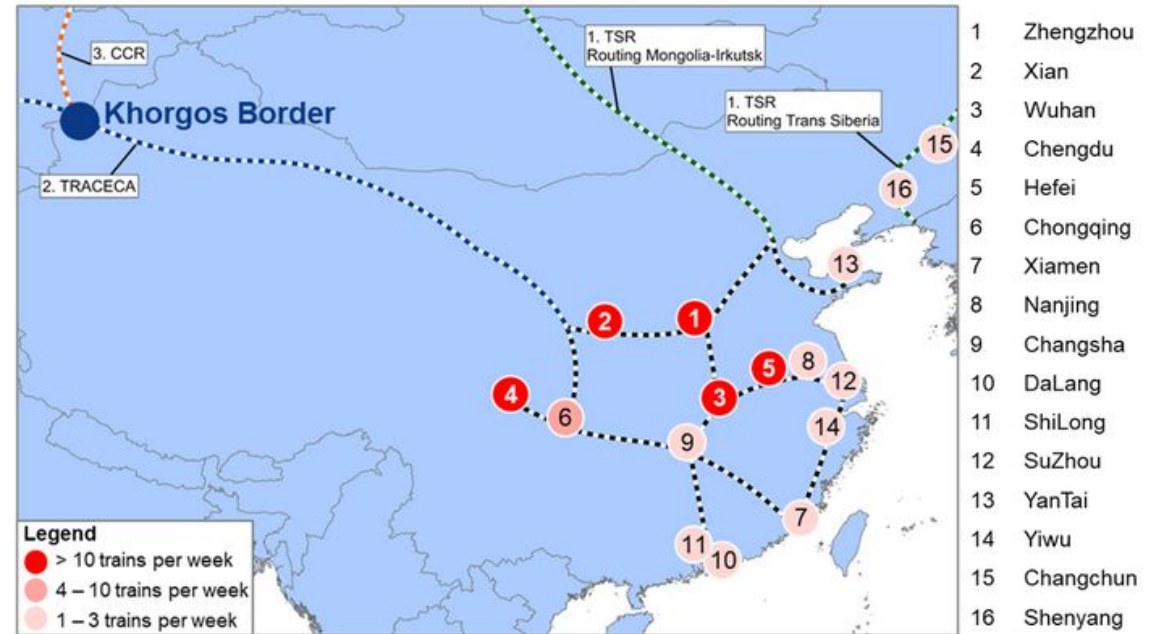 3. CCR
Khorgos Border
2. TRACECA
1. TSR
Routing Mongolia-Irkutsk
1. TSR
Routing Trans Siberia
15
16
13
2
1
5
8
12
4
6
3
9
14
7
11
10
Legend
> 10 trains per week
4 – 10 trains per week
1 – 3 trains per week
1 Zhengzhou
2 Xian
3 Wuhan
4 Chengdu
5 Hefei
6 Chongqing
7 Xiamen
8 Nanjing
9 Changsha
10 DaLang
11 ShiLong
12 SuZhou
13 YanTai
14 Yiwu
15 Changchun
16 Shenyang